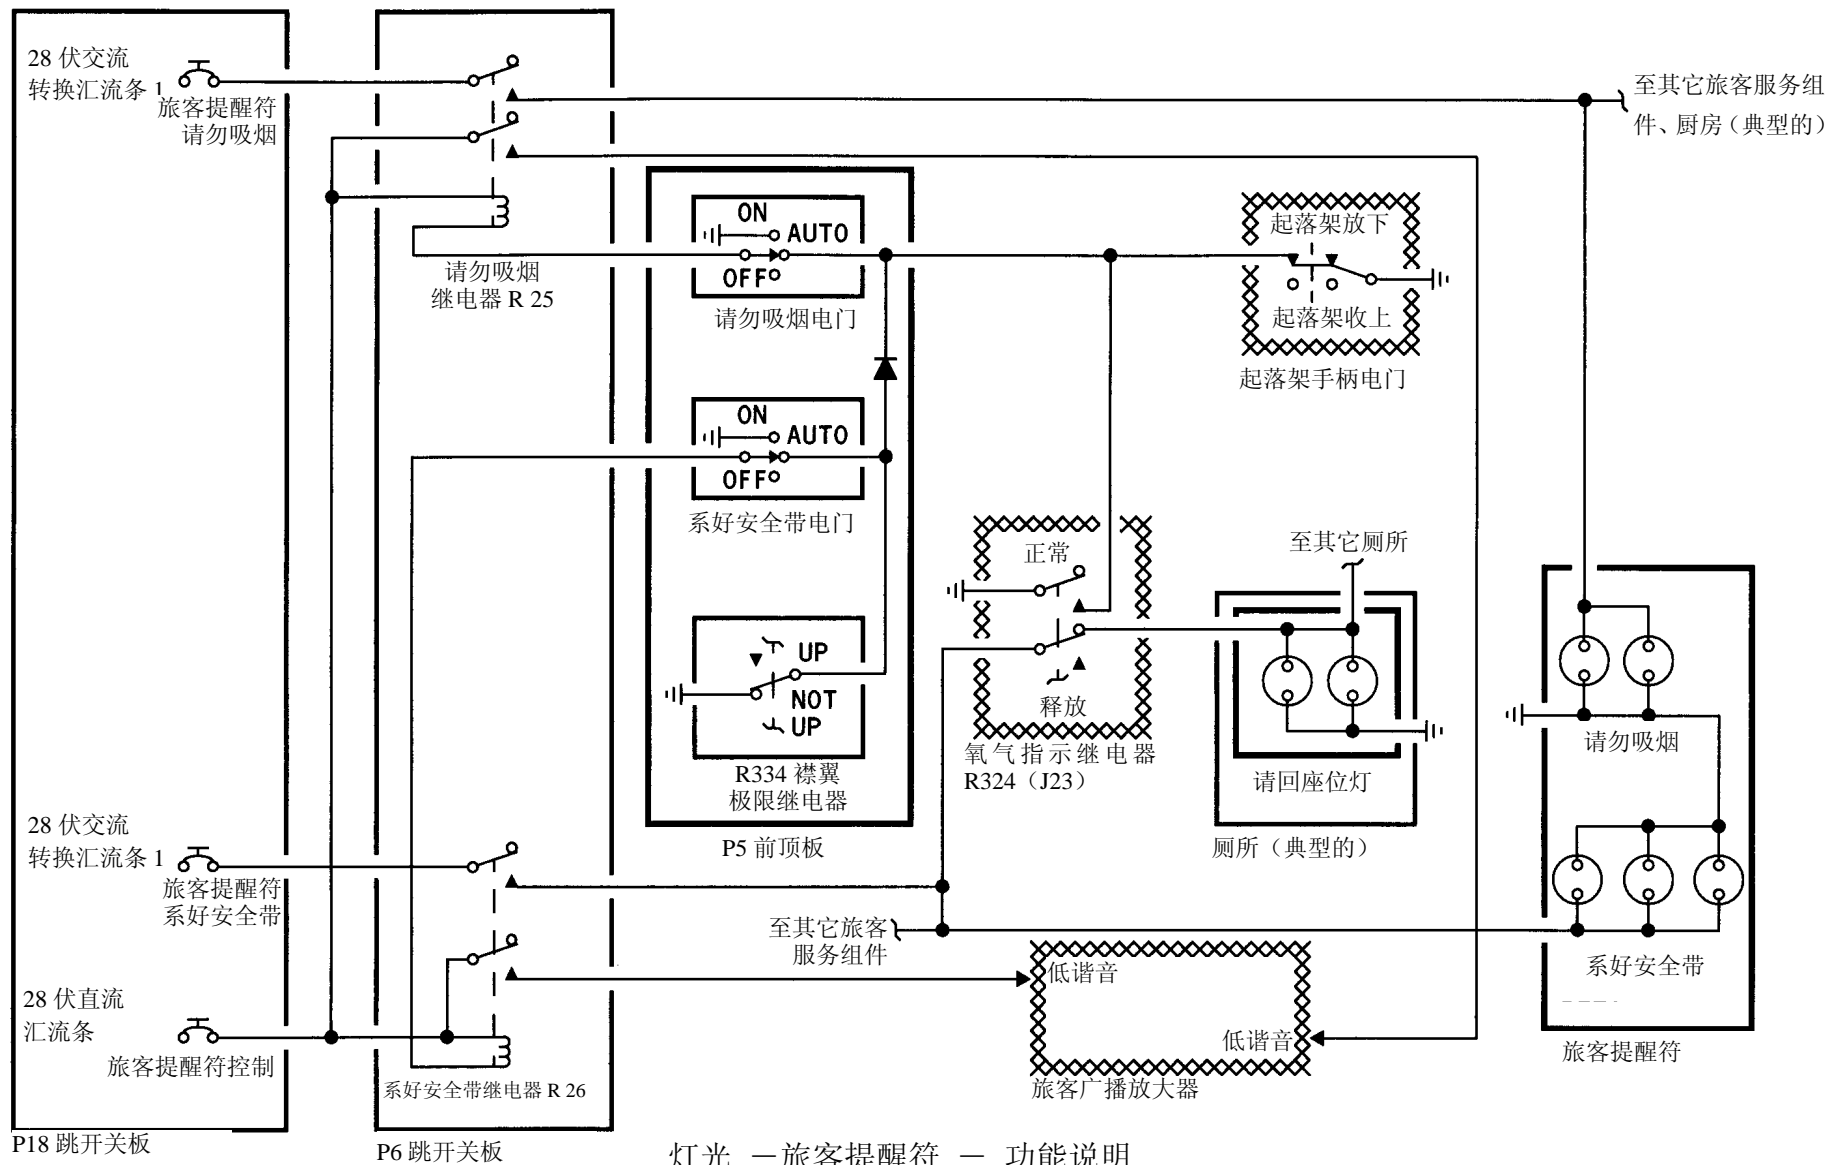 28 伏交流
转换汇流条 1
旅客提醒符
请勿吸烟
至其它旅客服务组
件、厨房（典型的）
请勿吸烟
继电器 R 25
ON
AUTO
OFF
请勿吸烟电门
起落架放下
起落架收上
起落架手柄电门
ON
AUTO
OFF
系好安全带电门
正常
释放
氧气指示继电器
R324（J23）
至其它厕所
请回座位灯
厕所（典型的）
UP
NOT
UP
R334 襟翼
极限继电器
P5 前顶板
请勿吸烟
系好安全带
旅客提醒符
28 伏交流
转换汇流条 1
旅客提醒符
系好安全带
至其它旅客
服务组件
低谐音
低谐音
旅客广播放大器
28 伏直流
汇流条
旅客提醒符控制
系好安全带继电器 R 26
P18 跳开关板
P6 跳开关板
灯光 －旅客提醒符 － 功能说明